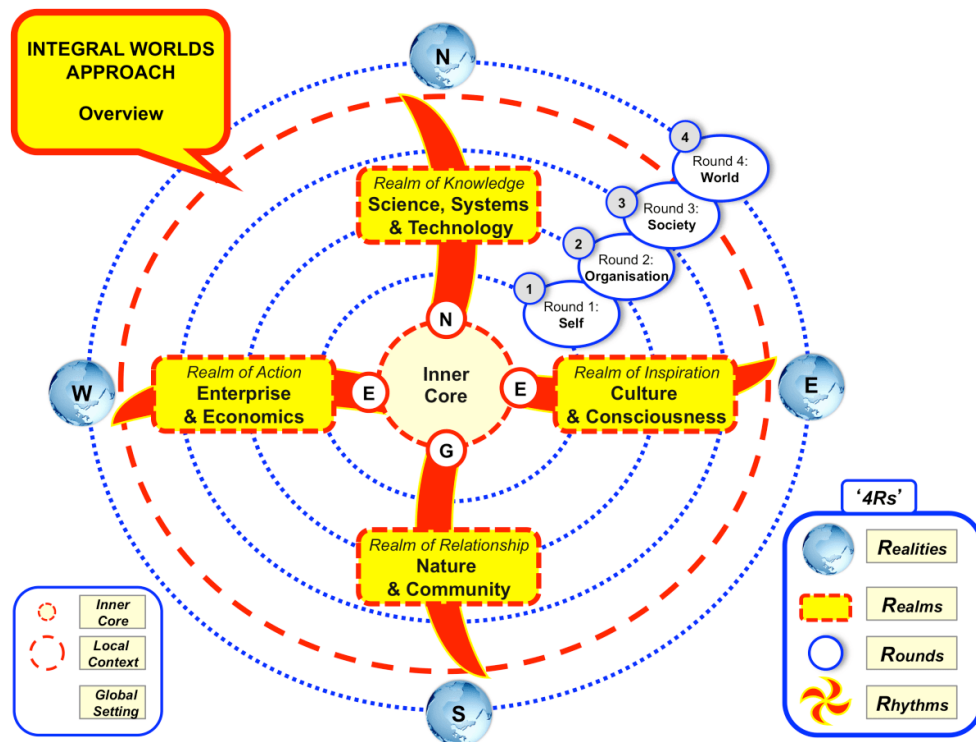 INTEGRAL WORLDS
APPROACH
Overview
N
4
Round 4:
World
3
Round 3:
Society
2
Round 2:
Organisation
1
Round 1:
Self
Realm of Knowledge
Science, Systems
& Technology
N
W
Realm of Action
Enterprise
& Economics
E
Inner
Core
E
Realm of Inspiration
Culture
& Consciousness
E
G
Realm of Relationship
Nature
& Community
S
Inner
Core
Local
Context
Global
Setting
‘4Rs’
Realities
Realms
Rounds
Rhythms